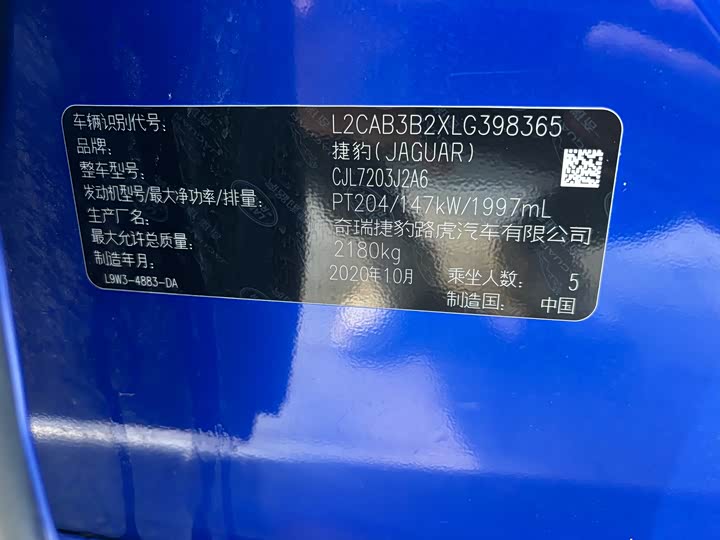 车辆识别代号: L2CAB3B2XLG398365
品牌: 捷豹(JAGUAR)
整车型号: CJL7203J2A6
发动机型号/最大净功率/排量: PT204/147kW/1997mL
生产厂名: 奇瑞捷豹路虎汽车有限公司
最大允许总质量: 2180kg
制造年月: 2020年10月 乘坐人数: 5
L9W3-4883-DA 制造国: 中国